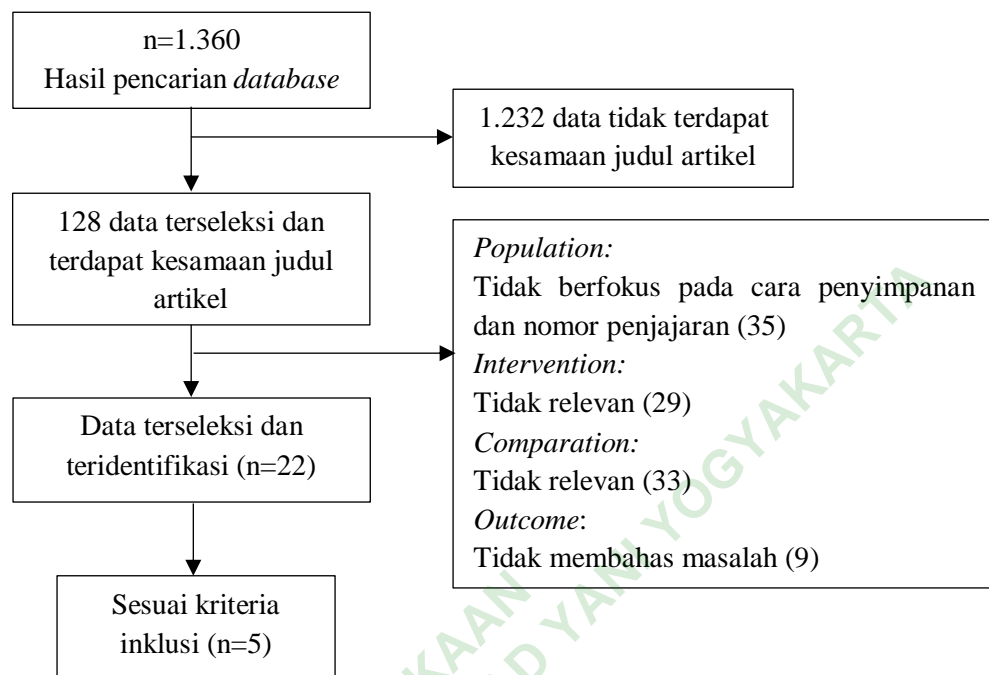 n=1.360
Hasil pencarian database
1.232 data tidak terdapat
kesamaan judul artikel
128 data terseleksi dan
terdapat kesamaan judul
artikel
Population:
Tidak berfokus pada cara penyimpanan
dan nomor penjajaran (35)
Intervention:
Tidak relevan (29)
Comparation:
Tidak relevan (33)
Outcome:
Tidak membahas masalah (9)
Data terseleksi dan
teridentifikasi (n=22)
Sesuai kriteria
inklusi (n=5)
YANI YOGYAKARTA